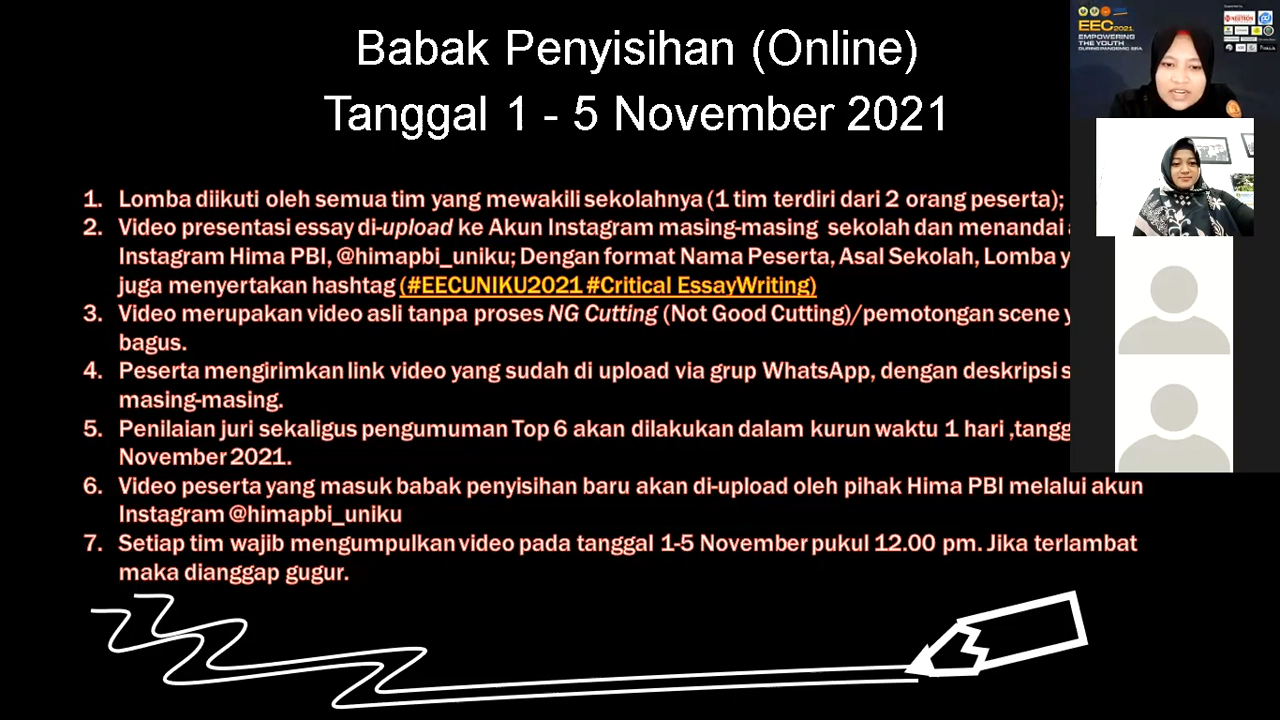 Babak Penyisihan (Online)
Tanggal 1 - 5 November 2021
1. Lomba diikuti oleh semua tim yang mewakili sekolahnya (1 tim terdiri dari 2 orang peserta);
2. Video presentasi essay di-upload ke Akun Instagram masing-masing sekolah dan menandai
Instagram Hima PBI, @himapbi_uniku; Dengan format Nama Peserta, Asal Sekolah, Lomba
juga menyertakan hashtag (#EECUNIKU2021 #Critical EssayWriting)
3. Video merupakan video asli tanpa proses NG Cutting (Not Good Cutting)/pemotongan scene
bagus.
4. Peserta mengirimkan link video yang sudah di upload via grup WhatsApp, dengan deskripsi
masing-masing.
5. Penilaian juri sekaligus pengumuman Top 6 akan dilakukan dalam kurun waktu 1 hari ,
November 2021.
6. Video peserta yang masuk babak penyisihan baru akan di-upload oleh pihak Hima PBI melalui akun
Instagram @himapbi_uniku
7. Setiap tim wajib mengumpulkan video pada tanggal 1-5 November pukul 12.00 pm. Jika terlambat
maka dianggap gugur.
EEC 2021
EMPOWERING
THE YOUTH
DURING PANDEMIC ERA
NEUTRON